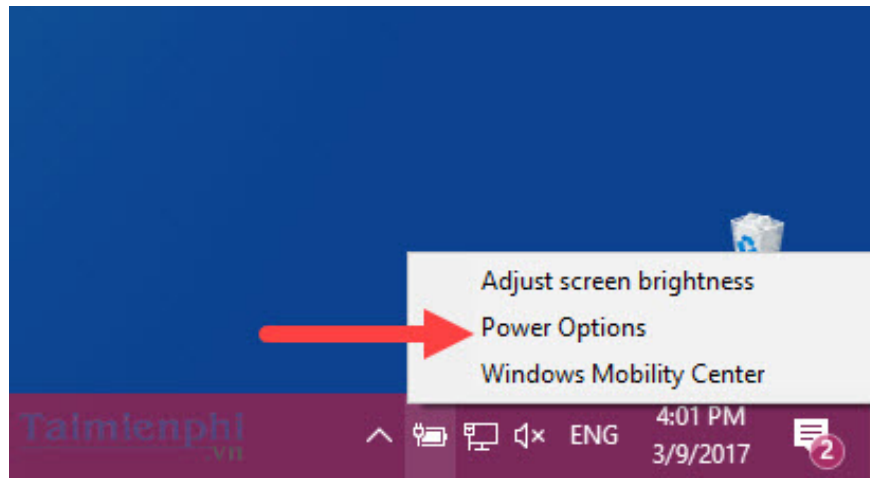 Adjust screen brightness
Power Options
Windows Mobility Center
Taimienphi
.vn
ENG
4:01 PM
3/9/2017
2